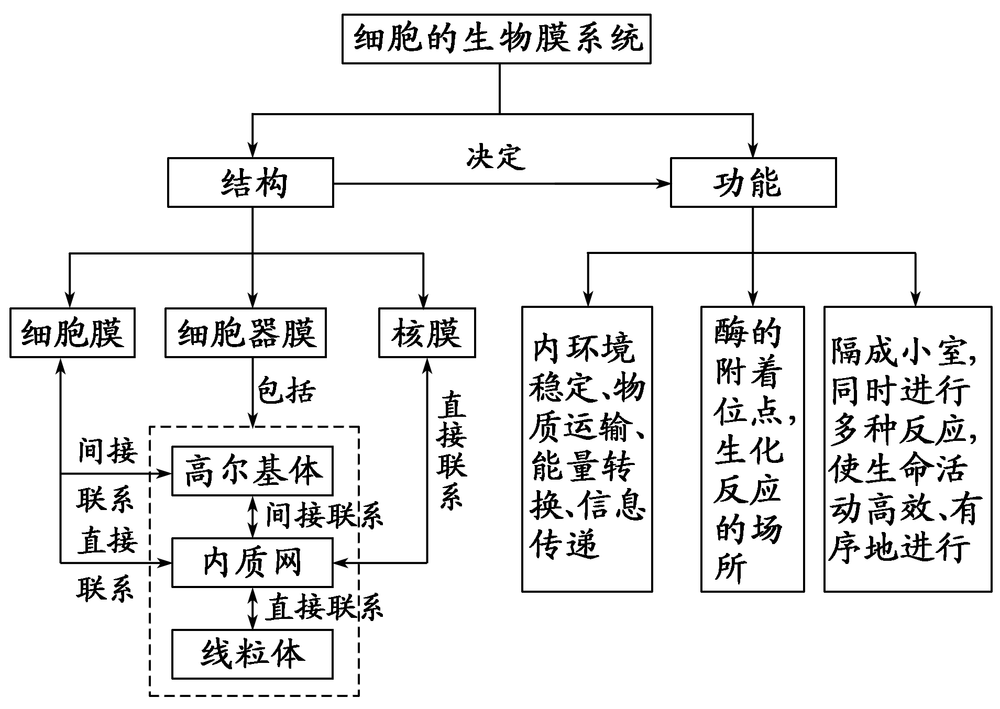 细胞的生物膜系统
决定
结构
功能
细胞膜
细胞器膜
核膜
包括
间接
联系
直接
联系
高尔基体
间接联系
内质网
直接联系
线粒体
直
接
联
系
内环境
稳定、物
质运输、
能量转
换、信息
传递
酶的
附着
位点,
生化
反应
的场
所
隔成小室,
同时进行
多种反应,
使生命活
动高效、有
序地进行